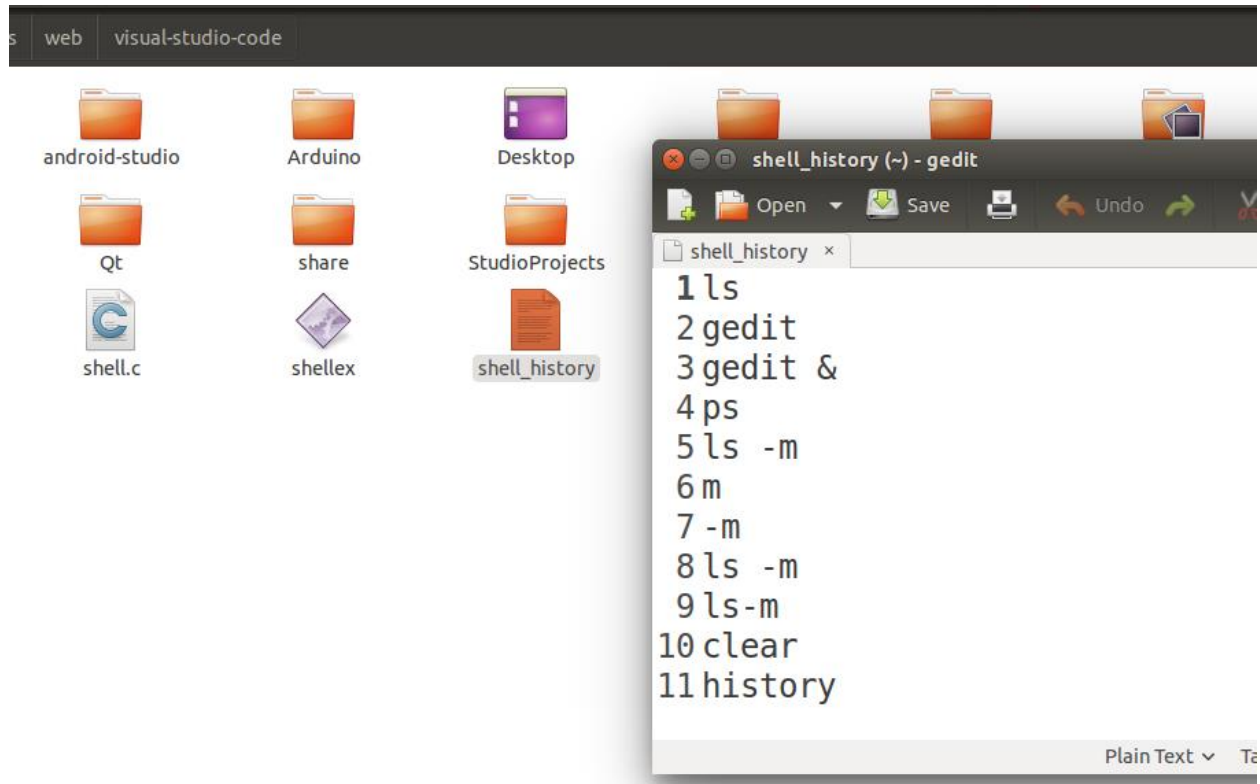 s web visual-studio-code
android-studio Arduino Desktop
Qt share StudioProjects
shell.c shellex shell_history
shell_history (~) - gedit
Open Save Undo
shell_history ×
1 ls
2 gedit
3 gedit &
4 ps
5 ls -m
6 m
7 -m
8 ls -m
9 ls-m
10 clear
11 history
Plain Text Ta